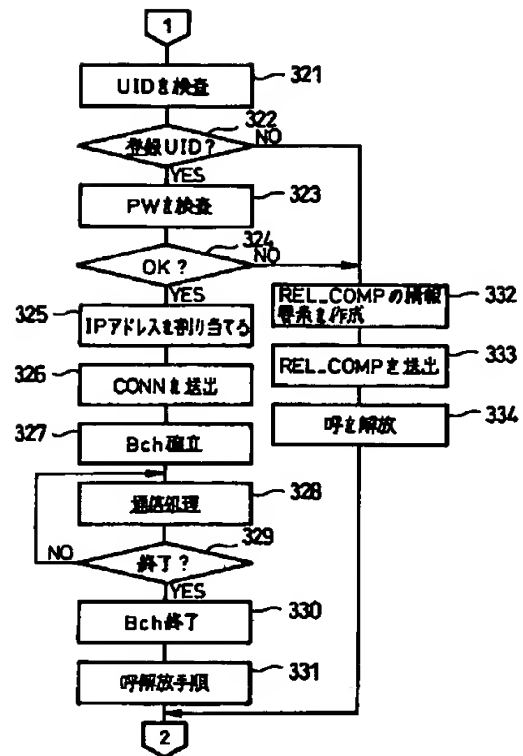 1
UIDを検査
321
登録UID?
322
NO
YES
PWを検査
323
OK?
324
NO
YES
325
IPアドレスを割り当てる
326
CONNを送出
327
Bch確立
通信処理
328
終了?
329
NO
YES
Bch終了
330
呼解放手順
331
2
REL_COMPの情報
要素を作成
332
REL_COMPを送出
333
呼を解放
334